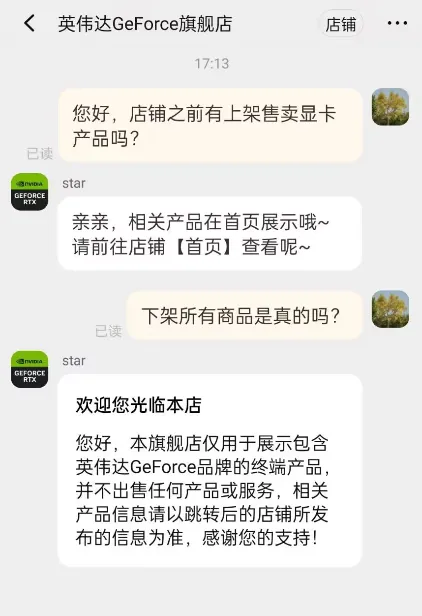 英伟达GeForce旗舰店
店铺
17:13
您好，店铺之前有上架售卖显卡
产品吗？
已读
star
NVIDIA
GEFORCE
RTX
亲亲，相关产品在首页展示哦~
请前往店铺【首页】查看呢~
下架所有商品是真的吗？
已读
star
NVIDIA
GEFORCE
RTX
欢迎您光临本店
您好，本旗舰店仅用于展示包含
英伟达GeForce品牌的终端产品，
并不出售任何产品或服务，相关
产品信息请以跳转后的店铺所发
布的信息为准，感谢您的支持！